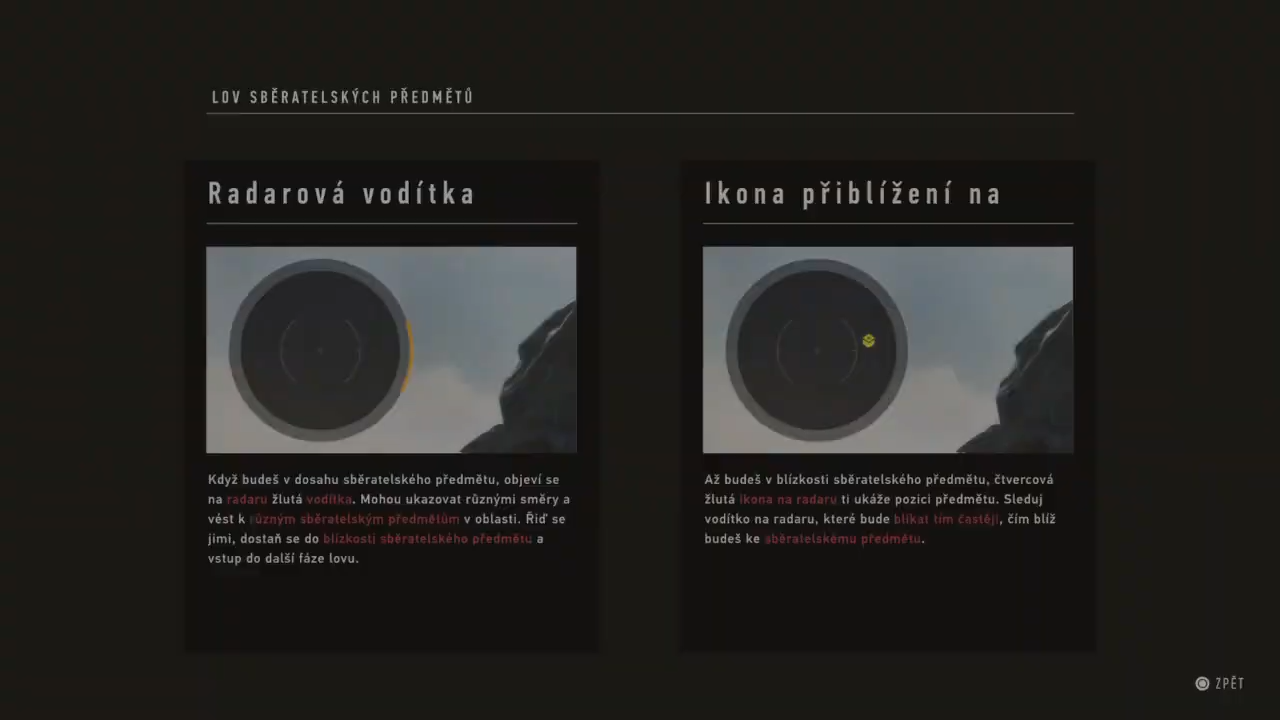 LOV SBĚRATELSKÝCH PŘEDMĚTŮ
Radarová vodítka
Když budeš v dosahu sběratelského předmětu, objeví se
na radaru žlutá vodítka. Mohou ukazovat různými směry a
vést k různým sběratelským předmětům v oblasti. Řiď se
jimi, dostaň se do blízkosti sběratelského předmětu a
vstup do další fáze lovu.
Ikona přiblížení na
Až budeš v blízkosti sběratelského předmětu, čtvercová
žlutá ikona na radaru ti ukáže pozici předmětu. Sleduj
vodítko na radaru, které bude blikat tím častěji, čím blíž
budeš ke sběratelskému předmětu.
ZPĚT